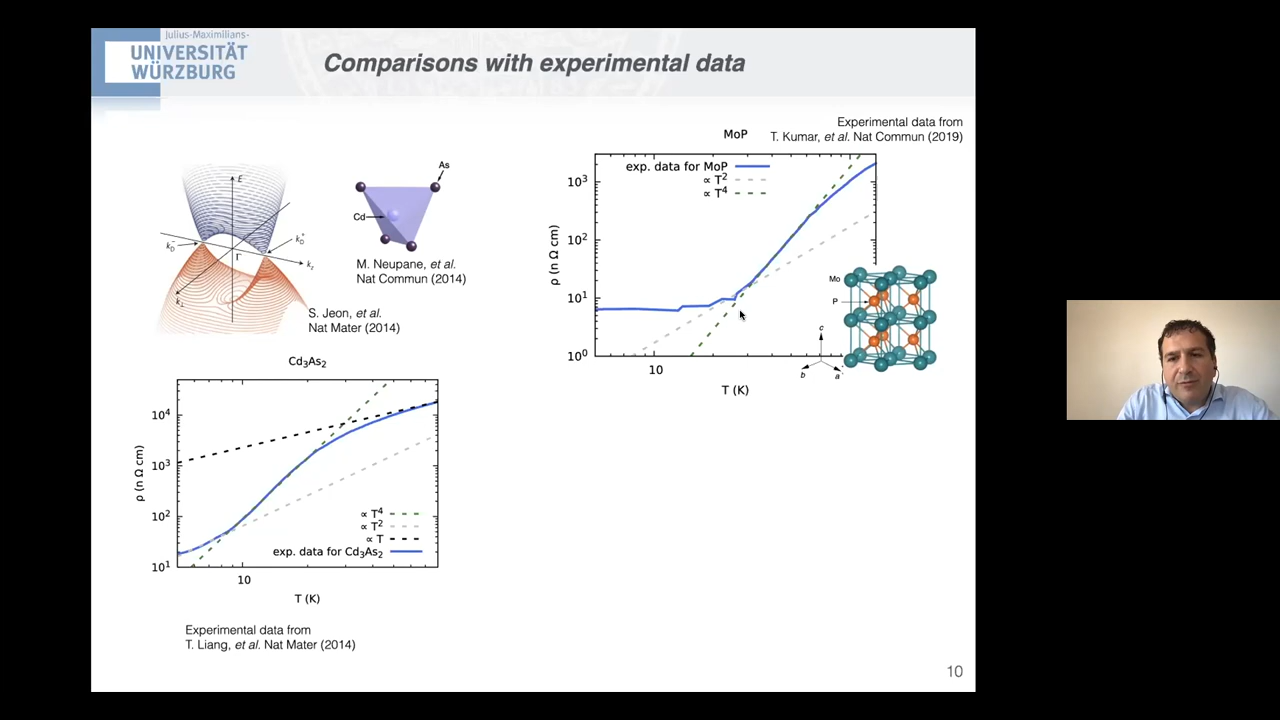 Julius-Maximilians-
UNIVERSITÄT
WÜRZBURG
Comparisons with experimental data
Experimental data from
T. Kumar, et al. Nat Commun (2019)
MoP
exp. data for MoP
∝ T²
∝ T⁴
10³
10²
10¹
10⁰
ρ (n Ω cm)
10
T (K)
Mo
P
c
b
a
E
k_D^-
k_D^+
Γ
k_z
S. Jeon, et al.
Nat Mater (2014)
As
Cd
M. Neupane, et al.
Nat Commun (2014)
Cd₃As₂
10⁴
10³
10²
10¹
ρ (n Ω cm)
∝ T⁴
∝ T²
∝ T
exp. data for Cd₃As₂
10
T (K)
Experimental data from
T. Liang, et al. Nat Mater (2014)
10